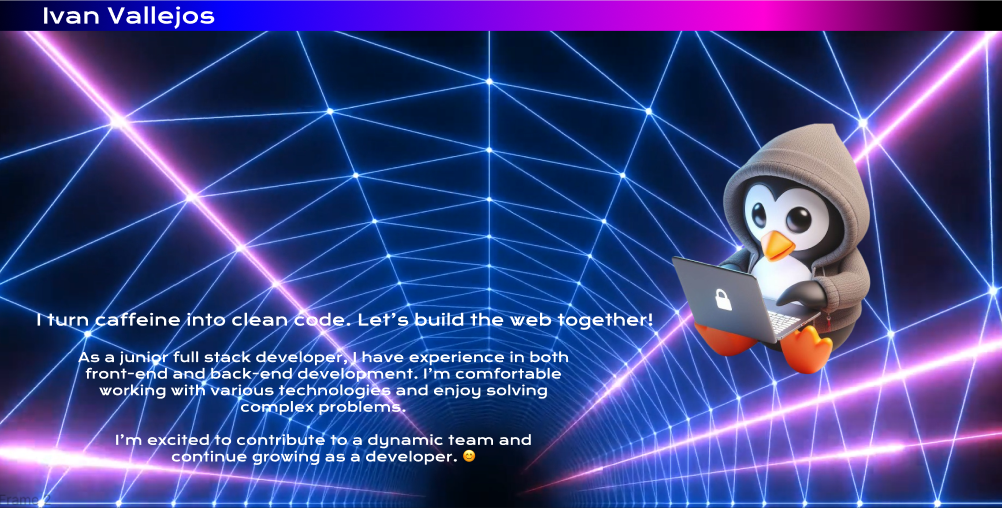 Ivan Vallejos
I turn caffeine into clean code. Let's build the web together!
As a junior full stack developer, I have experience in both
front-end and back-end development. I'm comfortable
working with various technologies and enjoy solving
complex problems.
I'm excited to contribute to a dynamic team and
continue growing as a developer. 😊
Frame 2